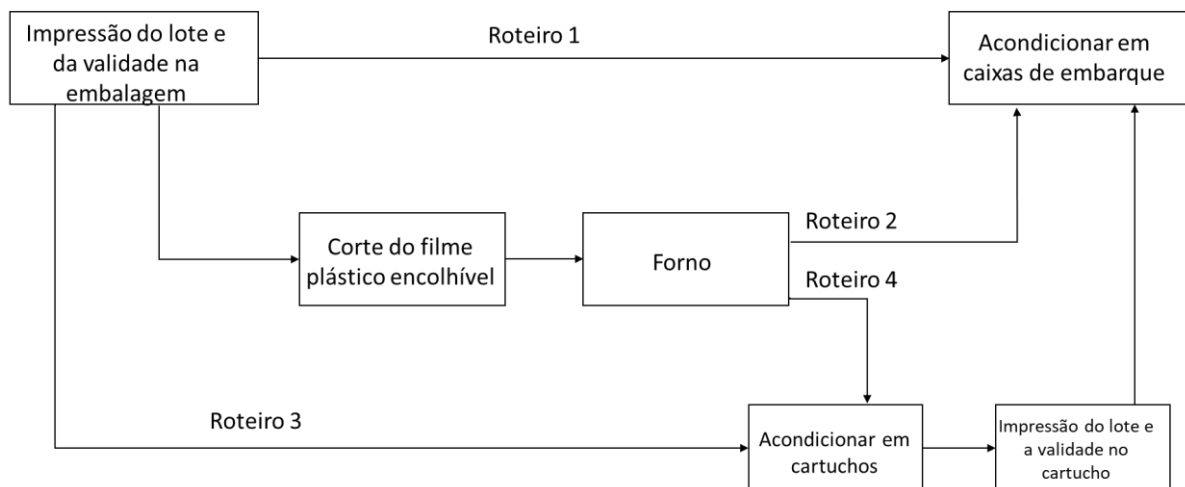 Impressão do lote e
da validade na
embalagem
Roteiro 1
Acondicionar em
caixas de embarque
Corte do filme
plástico encolhível
Forno
Roteiro 2
Roteiro 4
Roteiro 3
Acondicionar em
cartuchos
Impressão do lote e
a validade no
cartucho